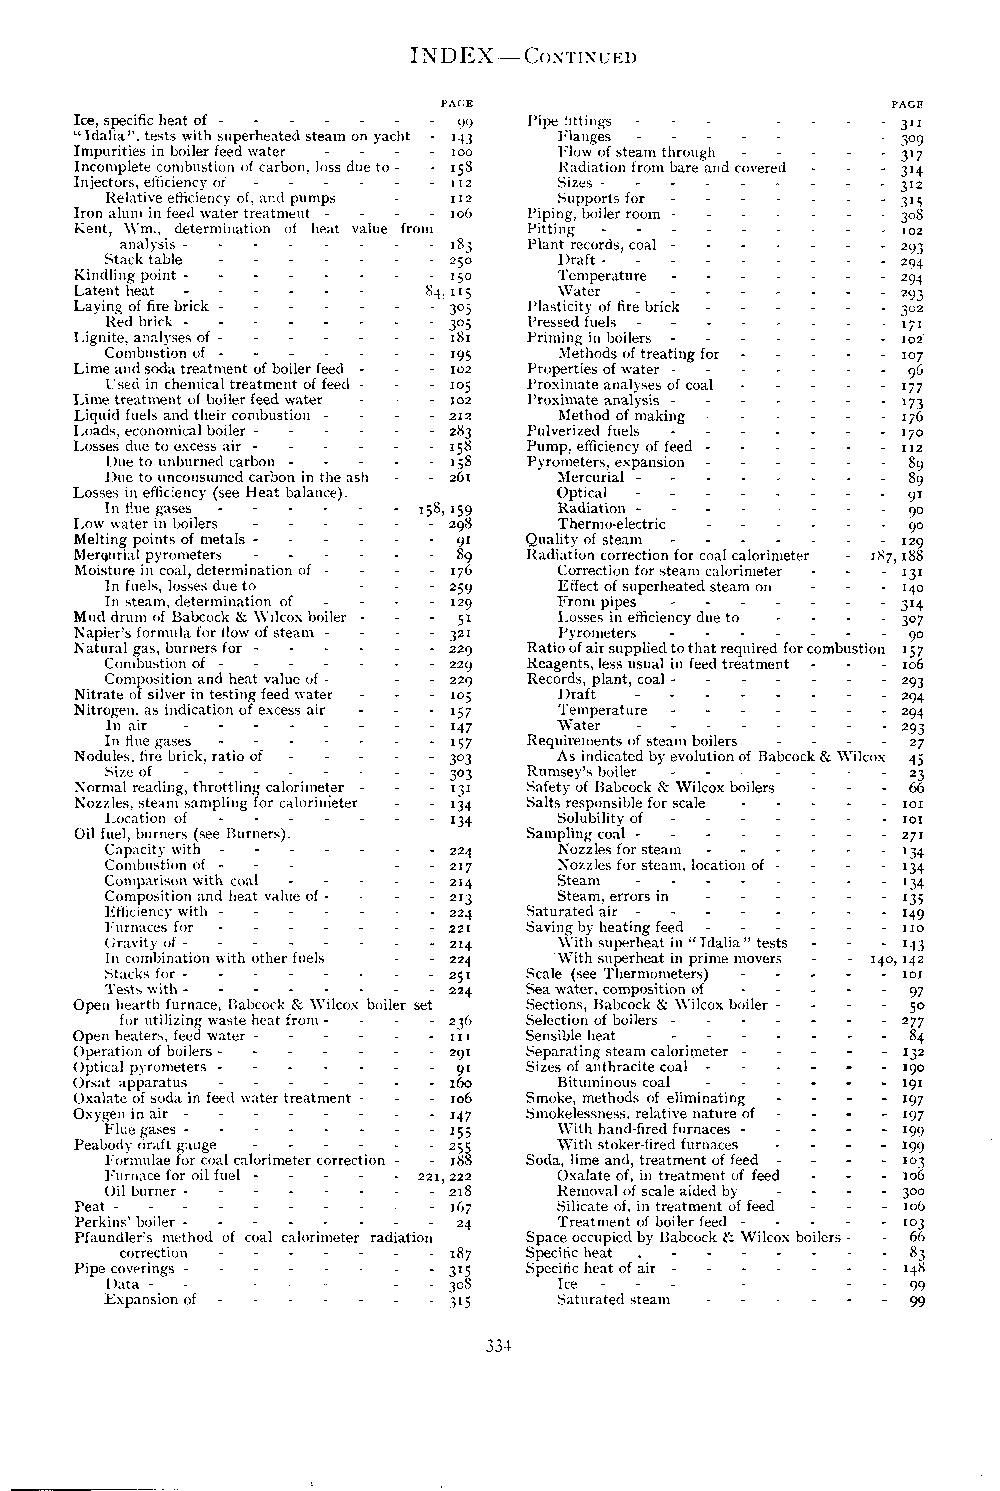 INDEX—CONTINUED
PAGE
Ice, specific heat of - - - - - - - 99
"Idalia", tests with superheated steam on yacht - 143
Impurities in boiler feed water - - - - 100
Incomplete combustion of carbon, loss due to - - 158
Injectors, efficiency of - - - - - - 112
Relative efficiency of, and pumps - 112
Iron alum in feed water treatment - - - - 106
Kent, Wm., determination of heat value from
analysis - - - - - - - - 183
Stack table - - - - - - - 250
Kindling point - - - - - - - - 150
Latent heat - - - - - - 84, 115
Laying of fire brick - - - - - - - 305
Red brick - - - - - - - - 305
Lignite, analyses of - - - - - - - 181
Combustion of - - - - - - - 195
Lime and soda treatment of boiler feed - - - 102
Used in chemical treatment of feed - - - 105
Lime treatment of boiler feed water - - - 102
Liquid fuels and their combustion - - - - 212
Loads, economical boiler - - - - - - 283
Losses due to excess air - - - - - - 158
Due to unburned carbon - - - - - 158
Due to unconsumed carbon in the ash - - 261
Losses in efficiency (see Heat balance).
In flue gases - - - - - - 158, 159
Low water in boilers - - - - - - 298
Melting points of metals - - - - - - 91
Mercurial pyrometers - - - - - - 89
Moisture in coal, determination of - - - - 176
In fuels, losses due to - - - 259
In steam, determination of - - - - 129
Mud drum of Babcock & Wilcox boiler - - - 51
Napier's formula for flow of steam - - - - 321
Natural gas, burners for - - - - - - 229
Combustion of - - - - - - - 229
Composition and heat value of - - - 229
Nitrate of silver in testing feed water - - - 105
Nitrogen, as indication of excess air - - - 157
In air - - - - - - - - 147
In flue gases - - - - - - - 157
Nodules, fire brick, ratio of - - - - - 303
Size of - - - - - - - - 303
Normal reading, throttling calorimeter - - - 131
Nozzles, steam sampling for calorimeter - - 134
Location of - - - - - - - 134
Oil fuel, burners (see Burners).
Capacity with - - - - - - - 224
Combustion of - - - - - - 217
Comparison with coal - - - - - 214
Composition and heat value of - - - - 213
Efficiency with - - - - - - - 224
Furnaces for - - - - - - - 221
Gravity of - - - - - - - - 214
In combination with other fuels - - 224
Stacks for - - - - - - - - 251
Tests with - - - - - - - - 224
Open hearth furnace, Babcock & Wilcox boiler set
for utilizing waste heat from - - - - 236
Open heaters, feed water - - - - - - 111
Operation of boilers - - - - - - - 291
Optical pyrometers - - - - - - - 91
Orsat apparatus - - - - - - - 160
Oxalate of soda in feed water treatment - - - 106
Oxygen in air - - - - - - - - 147
Flue gases - - - - - - - - 155
Peabody draft gauge - - - - - - 255
Formulae for coal calorimeter correction - - 188
Furnace for oil fuel - - - - - 221, 222
Oil burner - - - - - - - - 218
Peat - - - - - - - - - - 167
Perkins' boiler - - - - - - - - 24
Pfaundler's method of coal calorimeter radiation
correction - - - - - - - 187
Pipe coverings - - - - - - - - 315
Data - - - - - - - - 308
Expansion of - - - - - - - 315
PAGE
Pipe fittings - - - - - - - 311
Flanges - - - - - - 309
Flow of steam through - - - - - 317
Radiation from bare and covered - - - 314
Sizes - - - - - - - - - 312
Supports for - - - - - - - 315
Piping, boiler room - - - - - - - 308
Pitting - - - - - - - - - 102
Plant records, coal - - - - - - - 293
Draft - - - - - - - - - 294
Temperature - - - - - - - 294
Water - - - - - - - - 293
Plasticity of fire brick - - - - - - 302
Pressed fuels - - - - - - - - 171
Priming in boilers - - - - - - - 102
Methods of treating for - - - - - 107
Properties of water - - - - - - - 96
Proximate analyses of coal - - - - - 177
Proximate analysis - - - - - - - 173
Method of making - - - - - - 176
Pulverized fuels - - - - - - - 170
Pump, efficiency of feed - - - - - - 112
Pyrometers, expansion - - - - - - 89
Mercurial - - - - - - - - 89
Optical - - - - - - - - 91
Radiation - - - - - - - - 90
Thermo-electric - - - - - - 90
Quality of steam - - - - - - - 129
Radiation correction for coal calorimeter - 187, 188
Correction for steam calorimeter - - - 131
Effect of superheated steam on - - - 140
From pipes - - - - - - - 314
Losses in efficiency due to - - - - 307
Pyrometers - - - - - - - 90
Ratio of air supplied to that required for combustion 157
Reagents, less usual in feed treatment - - - 106
Records, plant, coal - - - - - - - 293
Draft - - - - - - - - 294
Temperature - - - - - - - 294
Water - - - - - - - - 293
Requirements of steam boilers - - - - 27
As indicated by evolution of Babcock & Wilcox 45
Rumsey's boiler - - - - - - - 23
Safety of Babcock & Wilcox boilers - - - 66
Salts responsible for scale - - - - - 101
Solubility of - - - - - - - 101
Sampling coal - - - - - - - - 271
Nozzles for steam - - - - - - 134
Nozzles for steam, location of - - - - 134
Steam - - - - - - - - 134
Steam, errors in - - - - - - 135
Saturated air - - - - - - - - 149
Saving by heating feed - - - - - - 110
With superheat in "Idalia" tests - - - 143
With superheat in prime movers - - 140, 142
Scale (see Thermometers) - - - - - 101
Sea water, composition of - - - - - 97
Sections, Babcock & Wilcox boiler - - - - 50
Selection of boilers - - - - - - - 277
Sensible heat - - - - - - - 84
Separating steam calorimeter - - - - - 132
Sizes of anthracite coal - - - - - - 190
Bituminous coal - - - - - - 191
Smoke, methods of eliminating - - - - 197
Smokelessness, relative nature of - - - - 197
With hand-fired furnaces - - - - - 199
With stoker-fired furnaces - - - - 199
Soda, lime and, treatment of feed - - - - 103
Oxalate of, in treatment of feed - - - 106
Removal of scale aided by - - - - 300
Silicate of, in treatment of feed - - - 106
Treatment of boiler feed - - - - - 103
Space occupied by Babcock & Wilcox boilers - - 66
Specific heat - - - - - - - - 83
Specific heat of air - - - - - - - 148
Ice - - - - - - - 99
Saturated steam - - - - - - 99
334